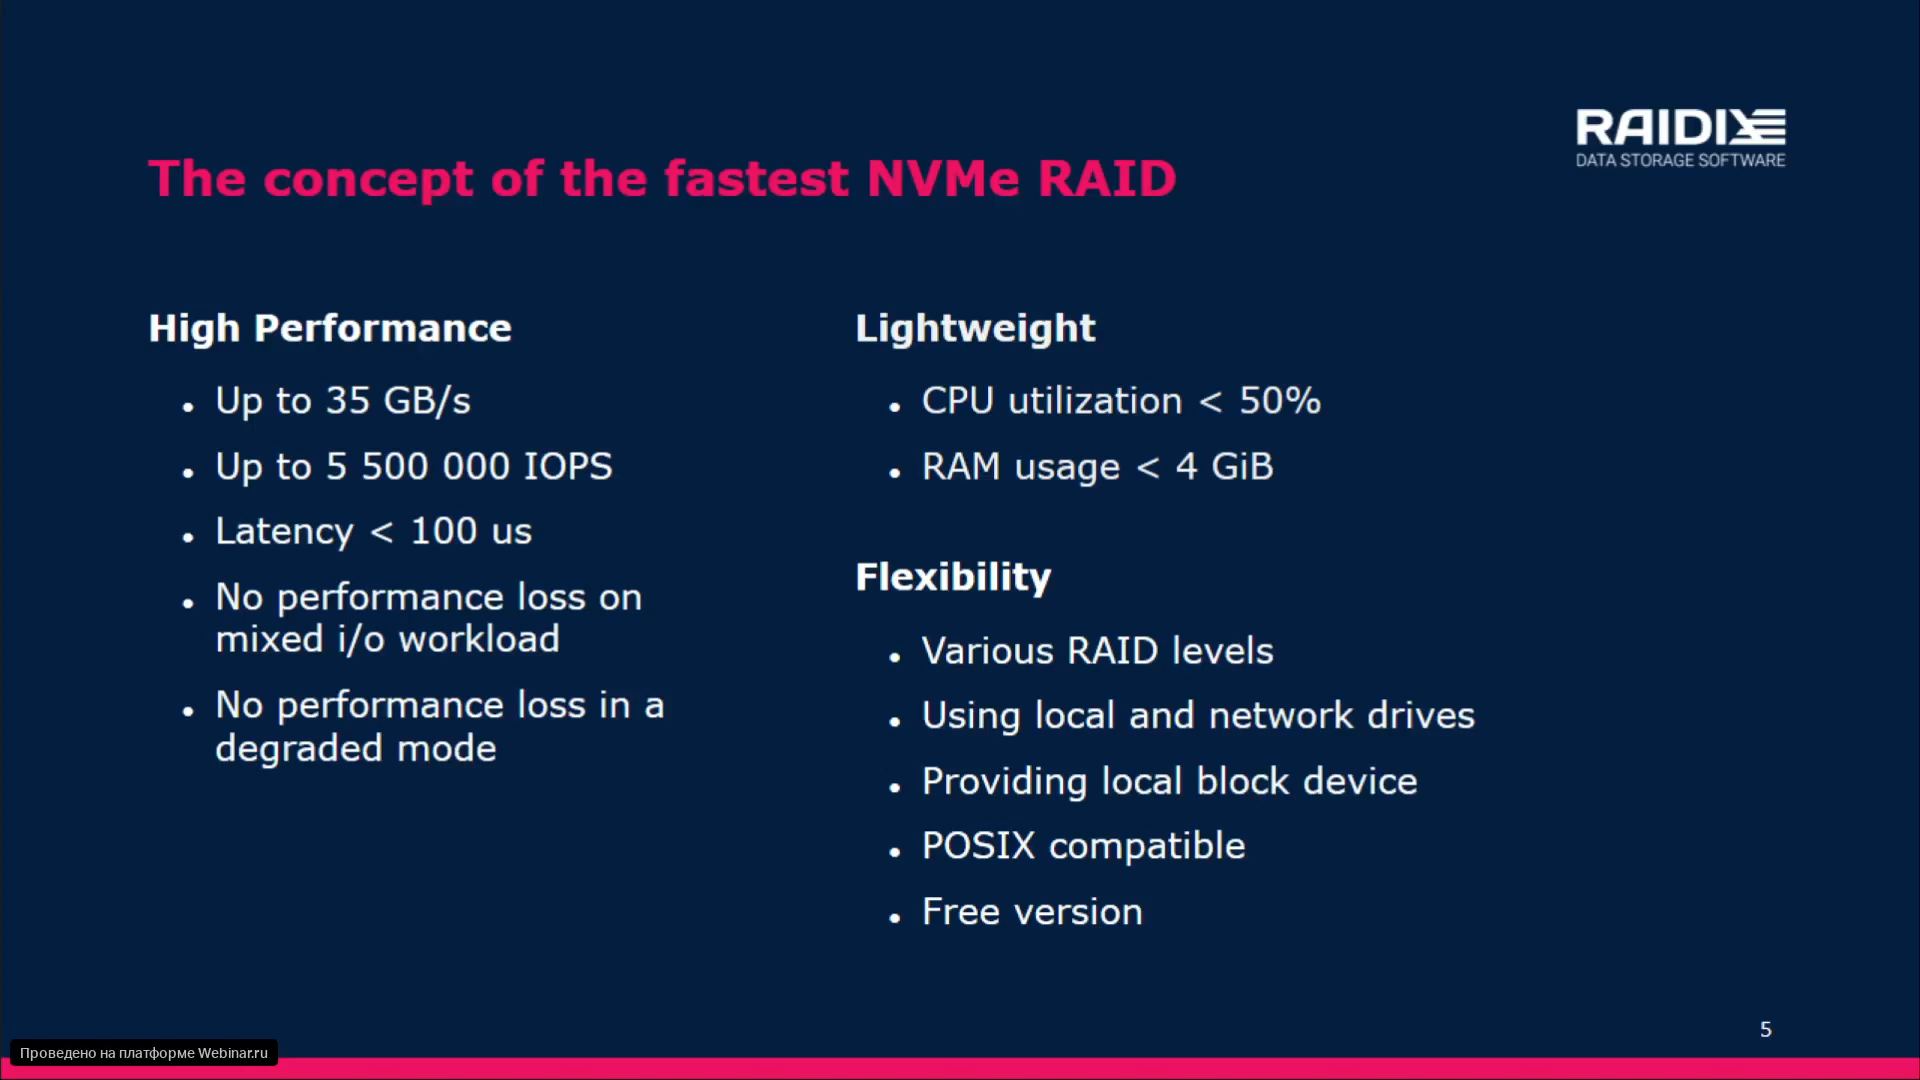 RAIDIX
DATA STORAGE SOFTWARE
The concept of the fastest NVMe RAID
High Performance
• Up to 35 GB/s
• Up to 5 500 000 IOPS
• Latency < 100 us
• No performance loss on
mixed i/o workload
• No performance loss in a
degraded mode
Lightweight
• CPU utilization < 50%
• RAM usage < 4 GiB
Flexibility
• Various RAID levels
• Using local and network drives
• Providing local block device
• POSIX compatible
• Free version
5
Проведено на платформе Webinar.ru